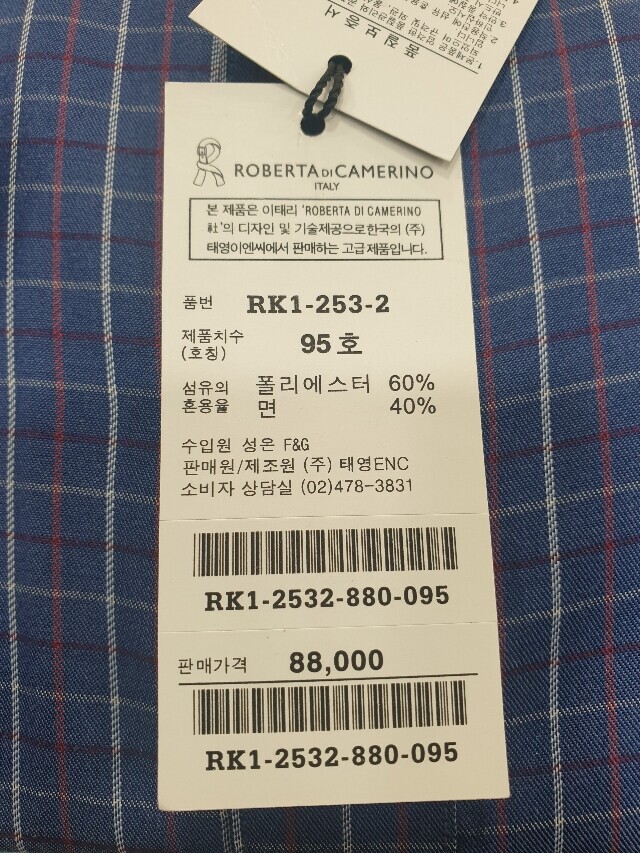 품질보증서
ROBERTA DI CAMERINO
ITALY
본 제품은 이태리 'ROBERTA DI CAMERINO
社'의 디자인 및 기술제공으로한국의 (주)
태영이엔씨에서 판매하는 고급제품입니다.
품번 RK1-253-2
제품치수 95 호
(호칭)
섬유의 폴리에스터 60%
혼용율 면 40%
수입원 성온 F&G
판매원/제조원 (주) 태영ENC
소비자 상담실 (02)478-3831
RK1-2532-880-095
판매가격 88,000
RK1-2532-880-095